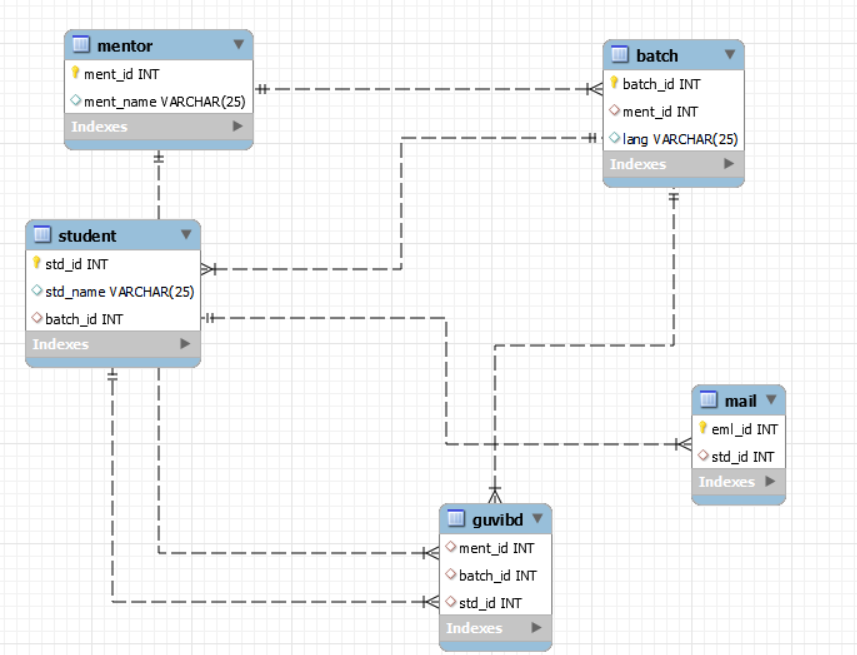 mentor
ment_id INT
ment_name VARCHAR(25)
Indexes
batch
batch_id INT
ment_id INT
lang VARCHAR(25)
Indexes
student
std_id INT
std_name VARCHAR(25)
batch_id INT
Indexes
mail
eml_id INT
std_id INT
Indexes
guvibd
ment_id INT
batch_id INT
std_id INT
Indexes